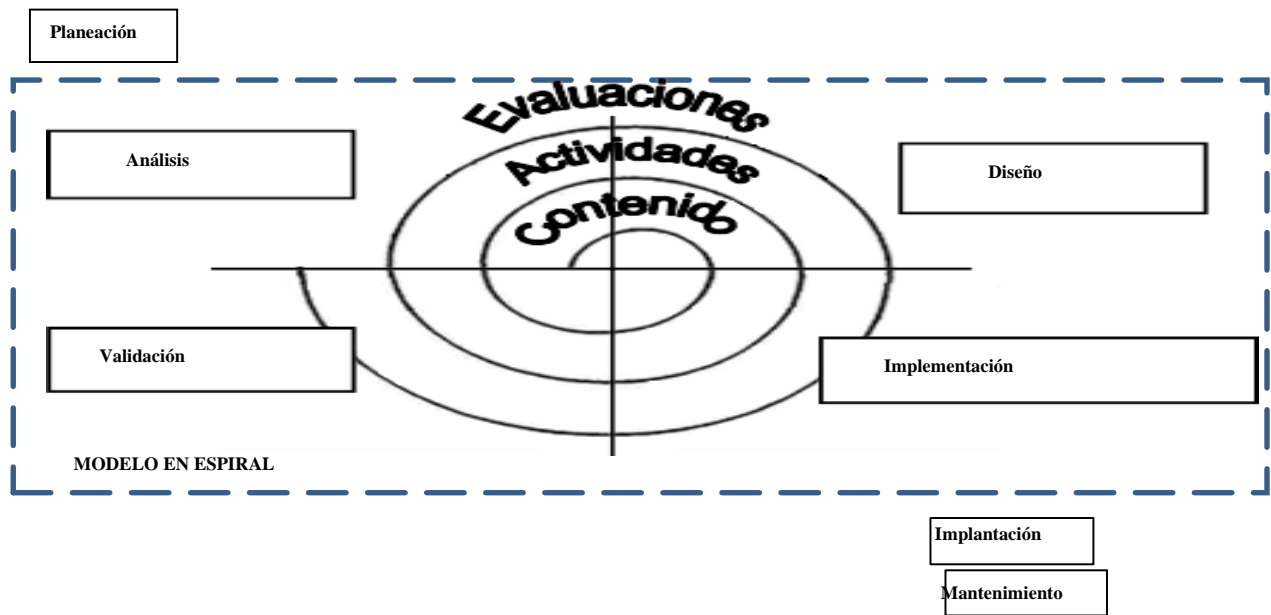 Planeación
Evaluaciones
Análisis
Actividades
Diseño
Contenido
Validación
Implementación
MODELO EN ESPIRAL
Implantación
Mantenimiento